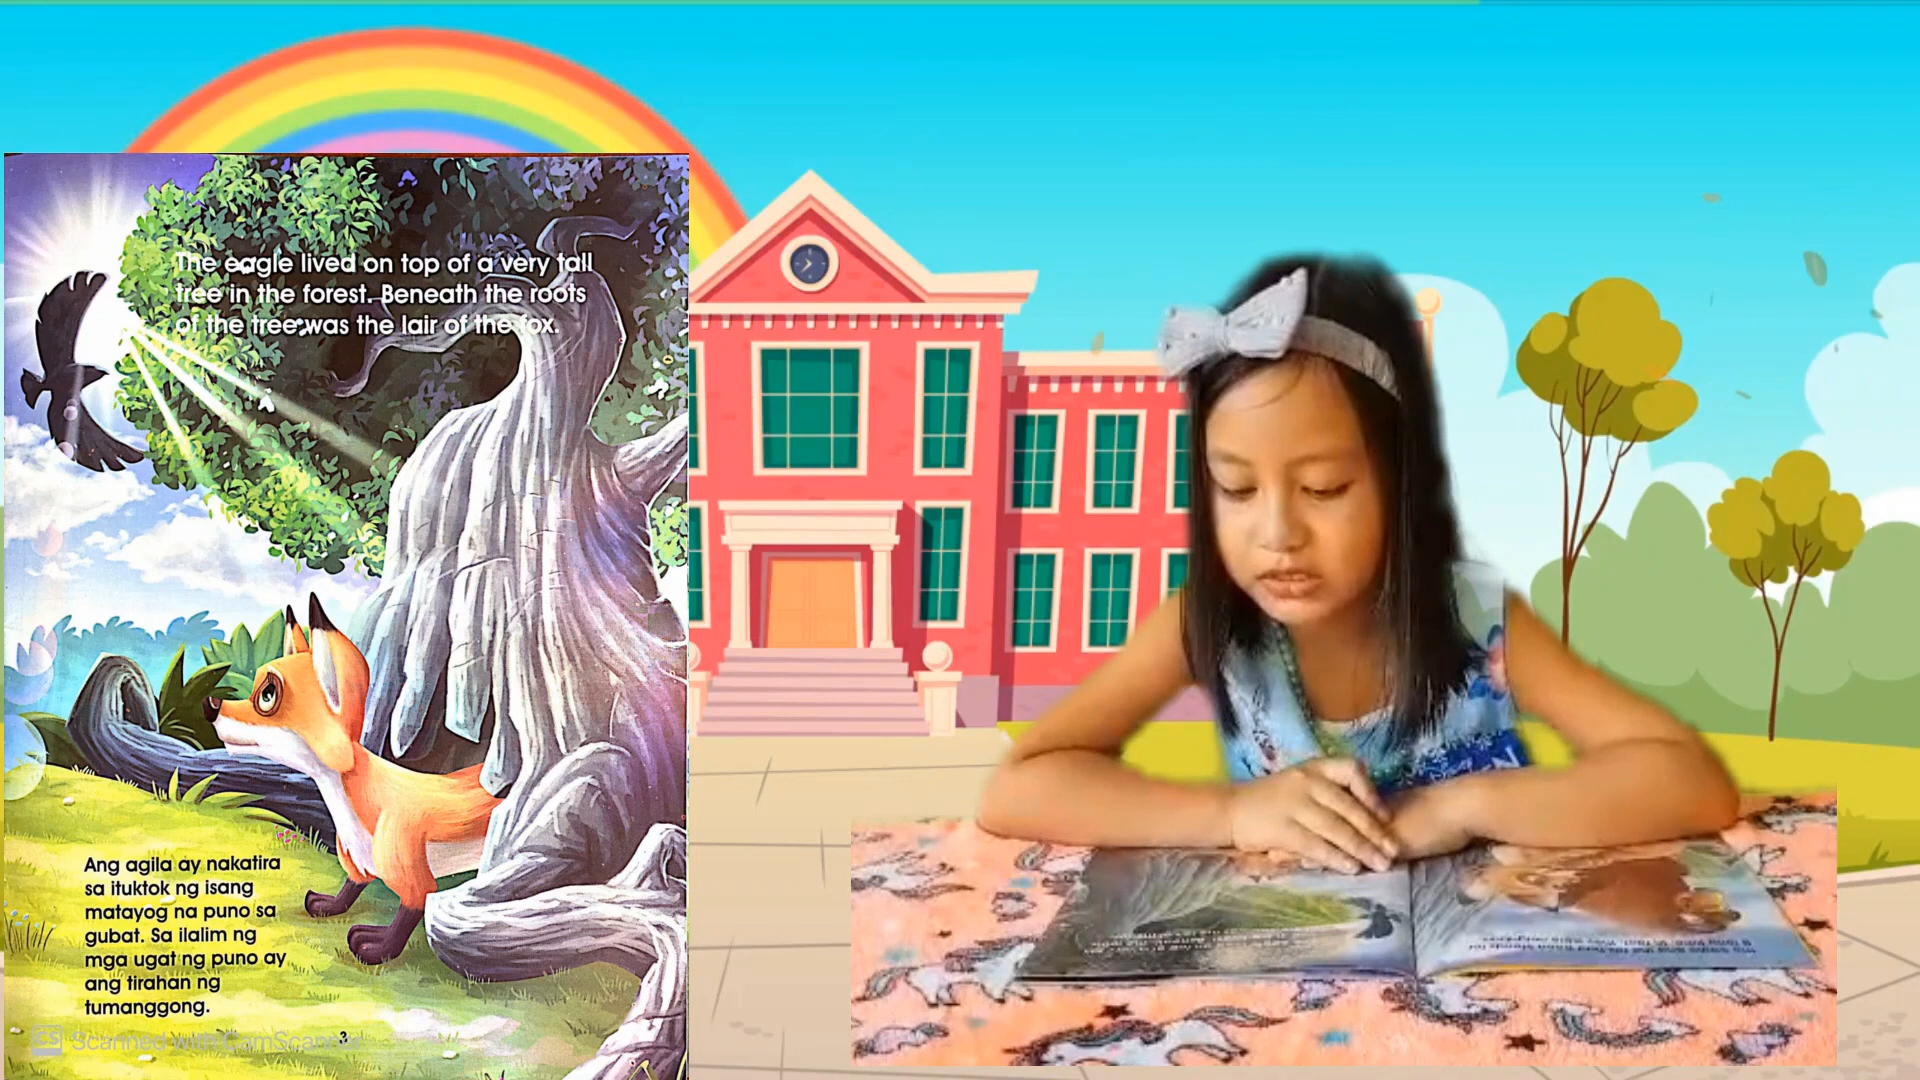 The eagle lived on top of a very tall
tree in the forest. Beneath the roots
of the tree was the lair of the fox.
Ang agila ay nakatira
sa ituktok ng isang
matayog na puno sa
gubat. Sa ilalim ng
mga ugat ng puno ay
ang tirahan ng
tumanggong.
3
CS Scanned with CamScanner